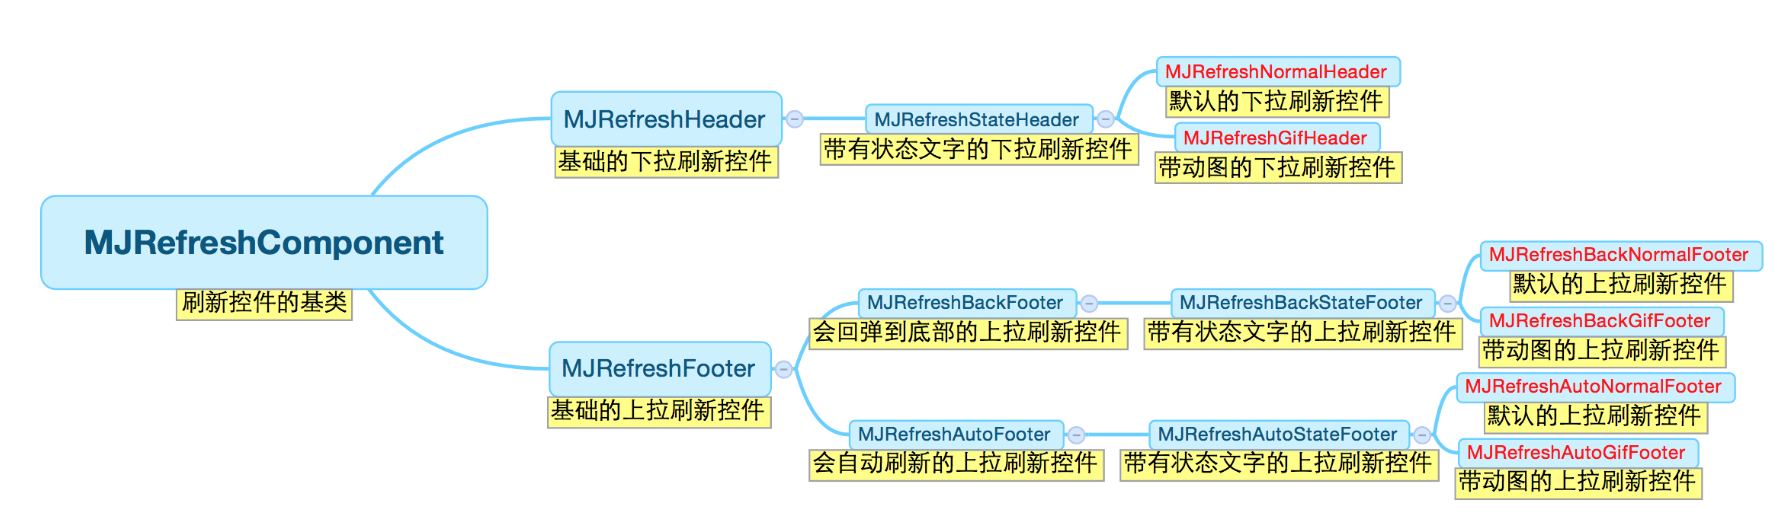 MJRefreshComponent
刷新控件的基类
MJRefreshHeader
基础的下拉刷新控件
MJRefreshStateHeader
带有状态文字的下拉刷新控件
MJRefreshNormalHeader
默认的下拉刷新控件
MJRefreshGifHeader
带动图的下拉刷新控件
MJRefreshFooter
基础的上拉刷新控件
MJRefreshBackFooter
会回弹到底部的上拉刷新控件
MJRefreshBackStateFooter
带有状态文字的上拉刷新控件
MJRefreshBackNormalFooter
默认的上拉刷新控件
MJRefreshBackGifFooter
带动图的上拉刷新控件
MJRefreshAutoFooter
会自动刷新的上拉刷新控件
MJRefreshAutoStateFooter
带有状态文字的上拉刷新控件
MJRefreshAutoNormalFooter
默认的上拉刷新控件
MJRefreshAutoGifFooter
带动图的上拉刷新控件